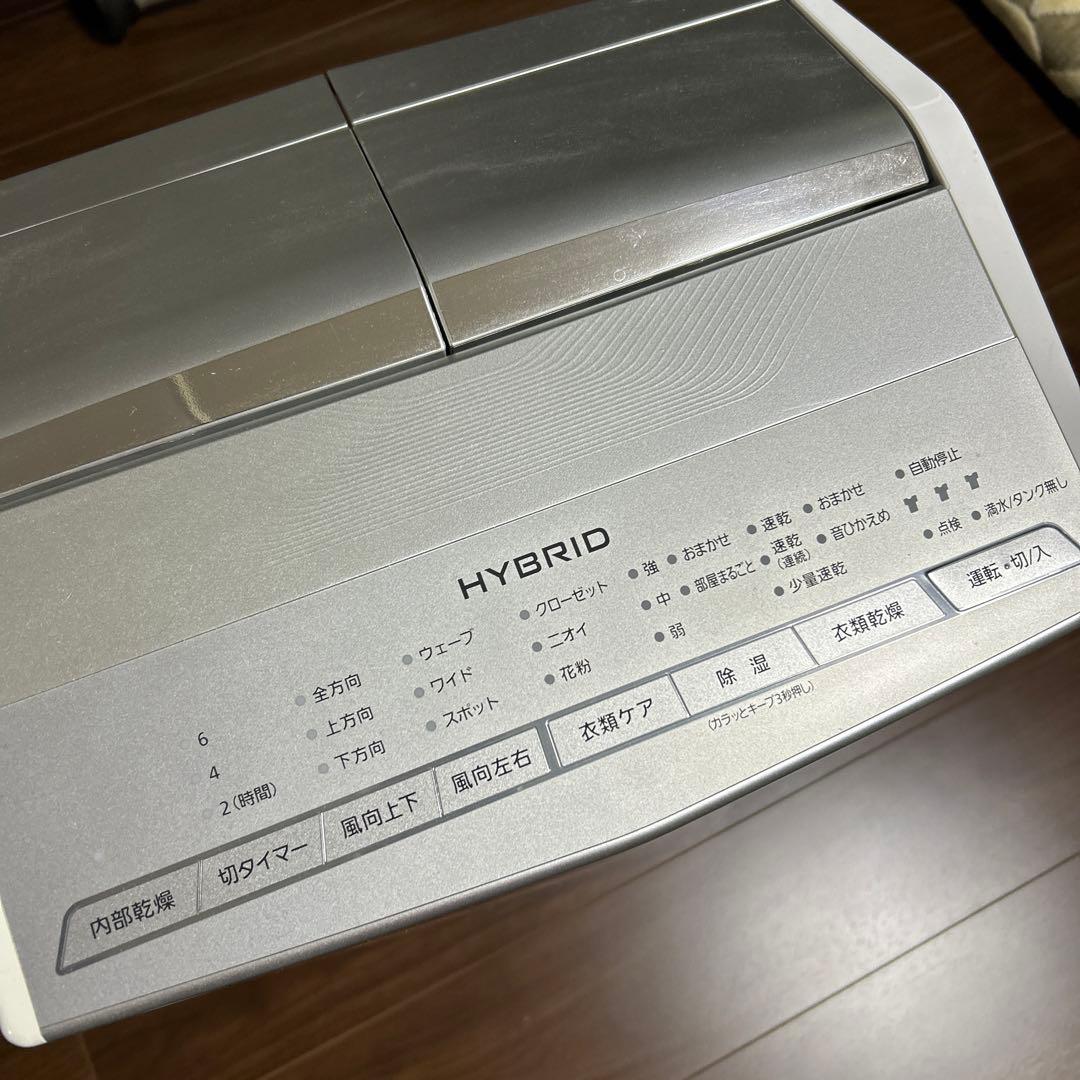 HYBRID
6
4
2(時間)
全方向
上方向
下方向
ウェーブ
ワイド
スポット
クローゼット
ニオイ
花粉
強
中
弱
おまかせ
部屋まるごと
速乾
速乾
(連続)
少量速乾
おまかせ
音ひかえめ
自動停止
点検
満水/タンク無し
内部乾燥
切タイマー
風向上下
風向左右
衣類ケア
除 湿
衣類乾燥
運転・切/入
(カラッとキープ3秒押し)